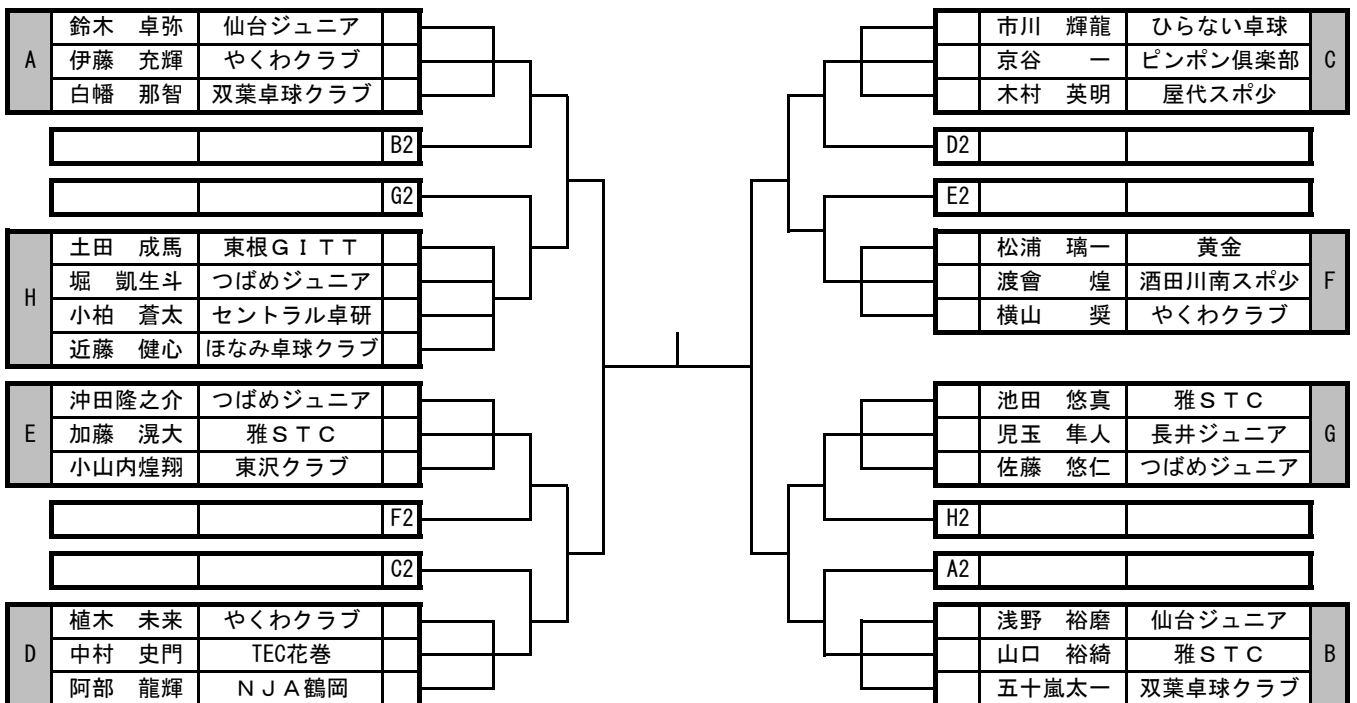 A
鈴木 卓弥 仙台ジュニア
伊藤 充輝 やくわクラブ
白幡 那智 双葉卓球クラブ
B2
G2
H
土田 成馬 東根GITT
堀 凱生斗 つばめジュニア
小柏 蒼太 セントラル卓研
近藤 健心 ほなみ卓球クラブ
E
沖田隆之介 つばめジュニア
加藤 滉大 雅STC
小山内煌翔 東沢クラブ
F2
C2
D
植木 未来 やくわクラブ
中村 史門 TEC花巻
阿部 龍輝 NJA鶴岡
市川 輝龍 ひらない卓球
京谷 一 ピンポン倶楽部
木村 英明 屋代スポ少
C
D2
E2
松浦 璃一 黄金
渡會 煌 酒田川南スポ少
横山 奨 やくわクラブ
F
池田 悠真 雅STC
児玉 隼人 長井ジュニア
佐藤 悠仁 つばめジュニア
G
H2
A2
浅野 裕磨 仙台ジュニア
山口 裕綺 雅STC
五十嵐太一 双葉卓球クラブ
B